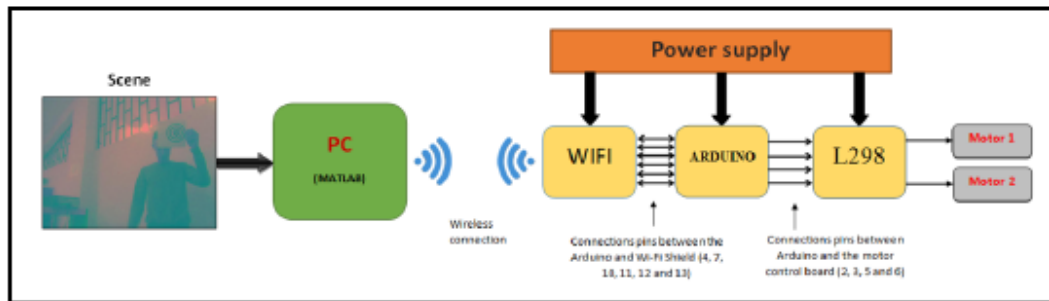 Power supply
Scene
PC
(MATLAB)
WIFI
ARDUINO
L298
Motor 1
Motor 2
Wireless
connection
Connections pins between the
Arduino and Wi-Fi Shield (4, 7,
10, 11, 12 and 13)
Connections pins between
Arduino and the motor
control board (2, 3, 5 and 6)